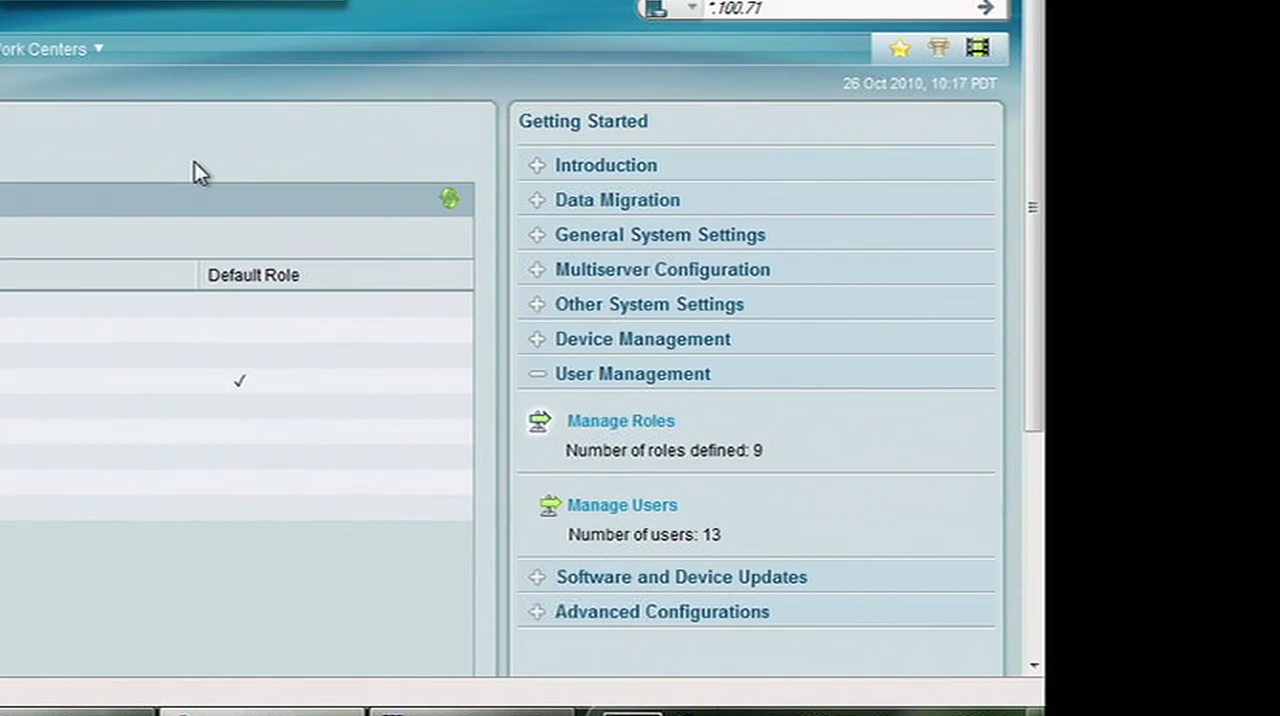 *.100.71
ork Centers
26 Oct 2010, 10:17 PDT
Getting Started
Introduction
Data Migration
General System Settings
Multiserver Configuration
Other System Settings
Device Management
User Management
Default Role
✓
Manage Roles
Number of roles defined: 9
Manage Users
Number of users: 13
Software and Device Updates
Advanced Configurations